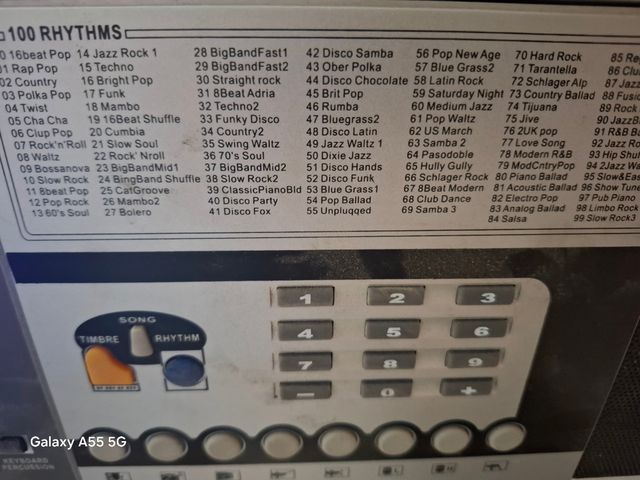 100 RHYTHMS
0 16beat Pop 14 Jazz Rock 1 28 BigBandFast1 42 Disco Samba 56 Pop New Age 70 Hard Rock 85 Re
01 Rap Pop 15 Techno 29 BigBandFast2 43 Ober Polka 57 Blue Grass2 71 Tarantella 86 Clu
02 Country 16 Bright Pop 30 Straight rock 44 Disco Chocolate 58 Latin Rock 72 Schlager Alp 87 Jazz
03 Polka Pop 17 Funk 31 8Beat Adria 45 Brit Pop 59 Saturday Night 73 Country Ballad 88 Fusic
04 Twist 18 Mambo 32 Techno2 46 Rumba 60 Medium Jazz 74 Tijuana 89 Rock
05 Cha Cha 19 16Beat Shuffle 33 Funky Disco 47 Bluegrass2 61 Pop Waltz 75 Jive 90 JazzBa
06 Clup Pop 20 Cumbia 34 Country2 48 Disco Latin 62 US March 76 2UK pop 91 R&B B
07 Rock'n'Roll 21 Slow Soul 35 Swing Waltz 49 Jazz Waltz 1 63 Samba 2 77 Love Song 92 Jazz Ro
08 Waltz 22 Rock' Nroll 36 70's Soul 50 Dixie Jazz 64 Pasodoble 78 Modern R&B 93 Hip Shuf
09 Bossanova 23 BigBandMid1 37 BigBandMid2 51 Disco Hands 65 Hully Gully 79 ModCntryPop 94 2Jazz Wa
10 Slow Rock 24 BingBand Shuffle 38 Slow Rock2 52 Disco Funk 66 Schlager Rock 80 Piano Ballad 95 Slow&Eas
11 8beat Pop 25 CatGroove 39 ClassicPianoBld 53 Blue Grass1 67 8Beat Modern 81 Acoustic Ballad 96 Show Tune
12 Pop Rock 26 Mambo2 40 Disco Party 54 Pop Ballad 68 Club Dance 82 Electro Pop 97 Pub Piano
13 60's Soul 27 Bolero 41 Disco Fox 55 Unplugged 69 Samba 3 83 Analog Ballad 98 Limbo Rock
84 Salsa 99 Slow Rock3
SONG
TIMBRE RHYTHM
1 2 3
4 5 6
7 8 9
- 0 +
Galaxy A55 5G
KEYBOARD
PERCUSSION